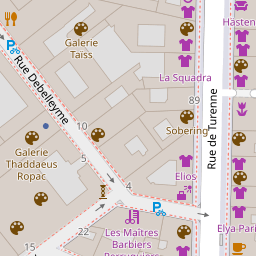 Hasten
Galerie
Taiss
La Squadra
Rue Debelleyme
89
Rue de Turenne
Sobering
10
Galerie
Thaddaeus
Ropac
Elios
4
15
Les Maîtres
Barbiers
Perruquiers
Elya Pari
22